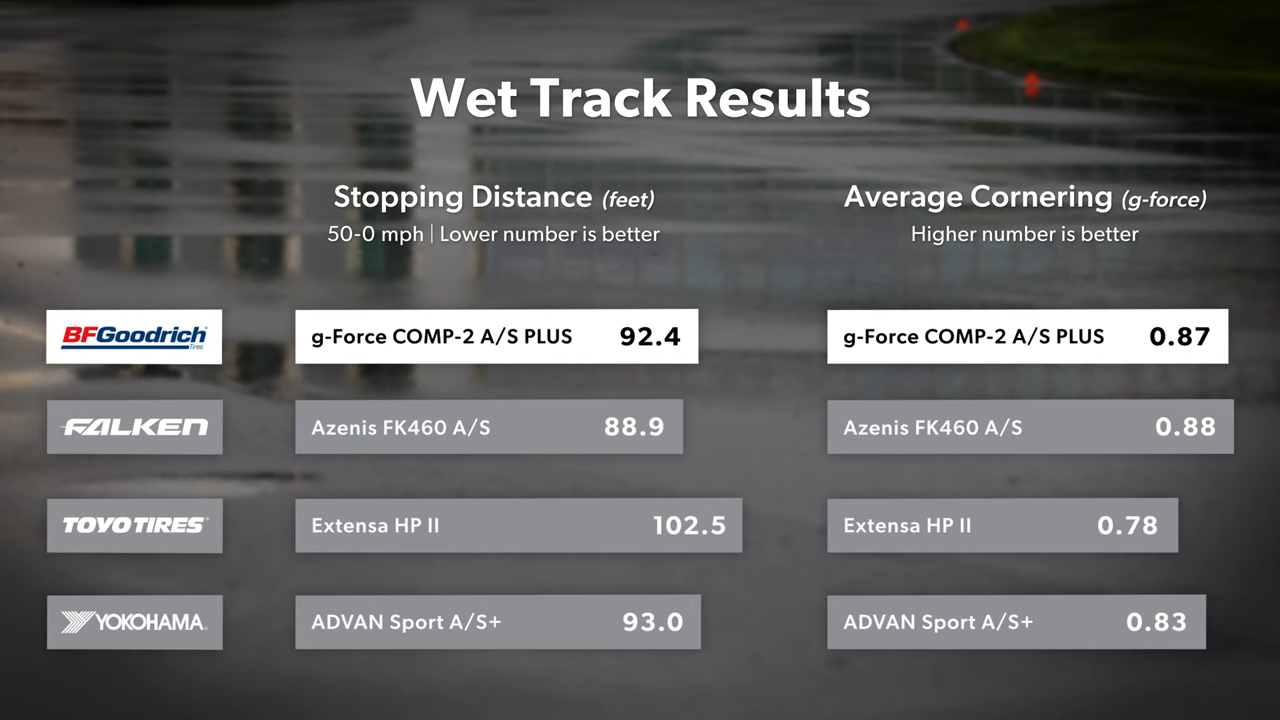 Wet Track Results
Stopping Distance (feet)
50-0 mph | Lower number is better
Average Cornering (g-force)
Higher number is better
BFGoodrich
Tires
g-Force COMP-2 A/S PLUS 92.4
g-Force COMP-2 A/S PLUS 0.87
FALKEN
Azenis FK460 A/S 88.9
Azenis FK460 A/S 0.88
TOYO TIRES
Extensa HP II 102.5
Extensa HP II 0.78
YOKOHAMA
ADVAN Sport A/S+ 93.0
ADVAN Sport A/S+ 0.83